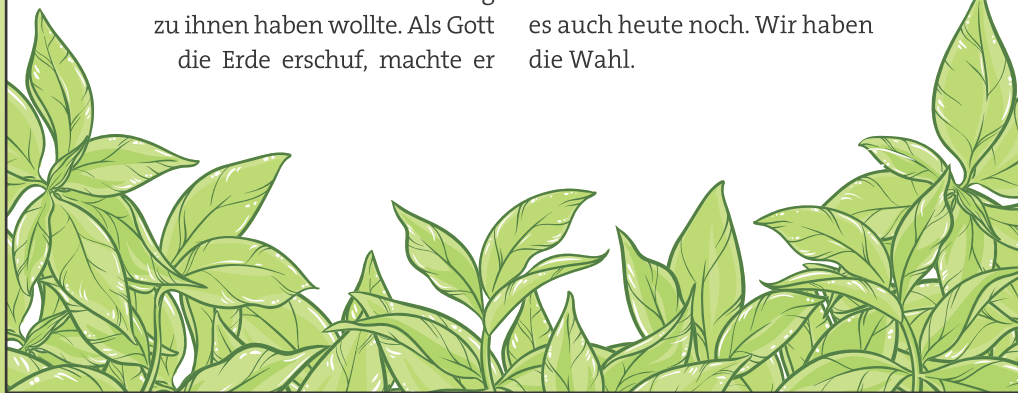 zu ihnen haben wollte. Als Gott
die Erde erschuf, machte er
es auch heute noch. Wir haben
die Wahl.